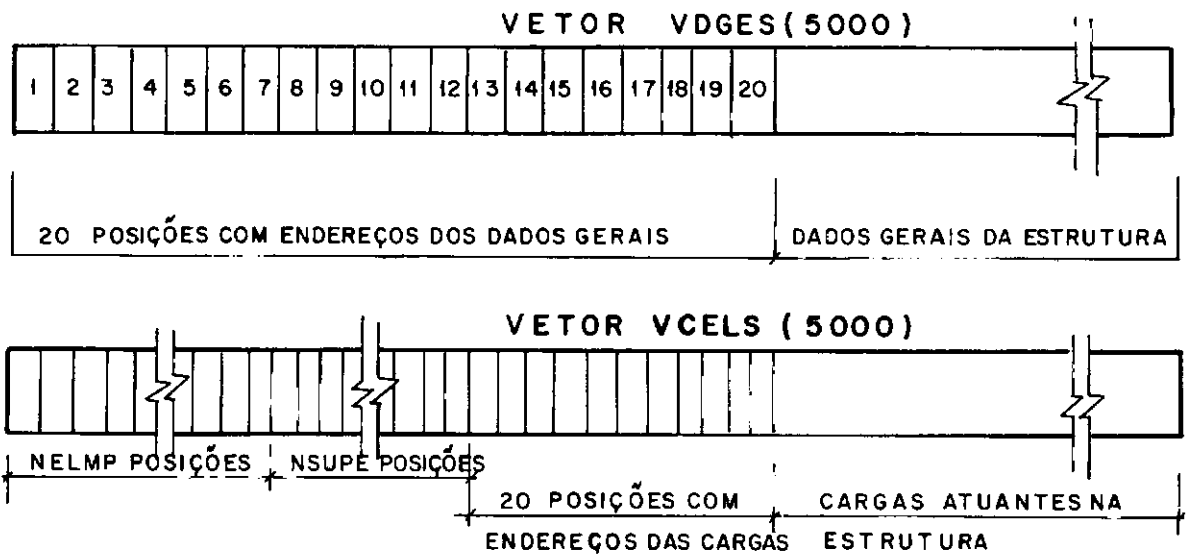 VETOR VDGES(5000)
1 2 3 4 5 6 7 8 9 10 11 12 13 14 15 16 17 18 19 20
20 POSIÇÕES COM ENDEREÇOS DOS DADOS GERAIS
DADOS GERAIS DA ESTRUTURA
VETOR VCELS (5000)
NELMP POSIÇÕES
NSUPE POSIÇÕES
20 POSIÇÕES COM
ENDEREÇOS DAS CARGAS
CARGAS ATUANTES NA
ESTRUTURA